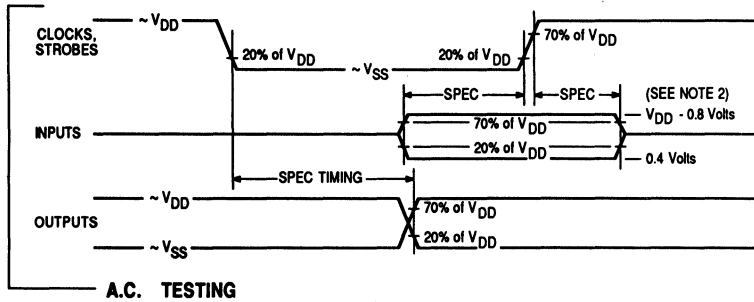 CLOCKS, STROBES
~ VDD
20% of VDD
~ VSS
20% of VDD
70% of VDD
SPEC
SPEC
(SEE NOTE 2)
VDD - 0.8 Volts
INPUTS
70% of VDD
20% of VDD
0.4 Volts
SPEC TIMING
OUTPUTS
~ VDD
70% of VDD
20% of VDD
~ VSS
A.C. TESTING